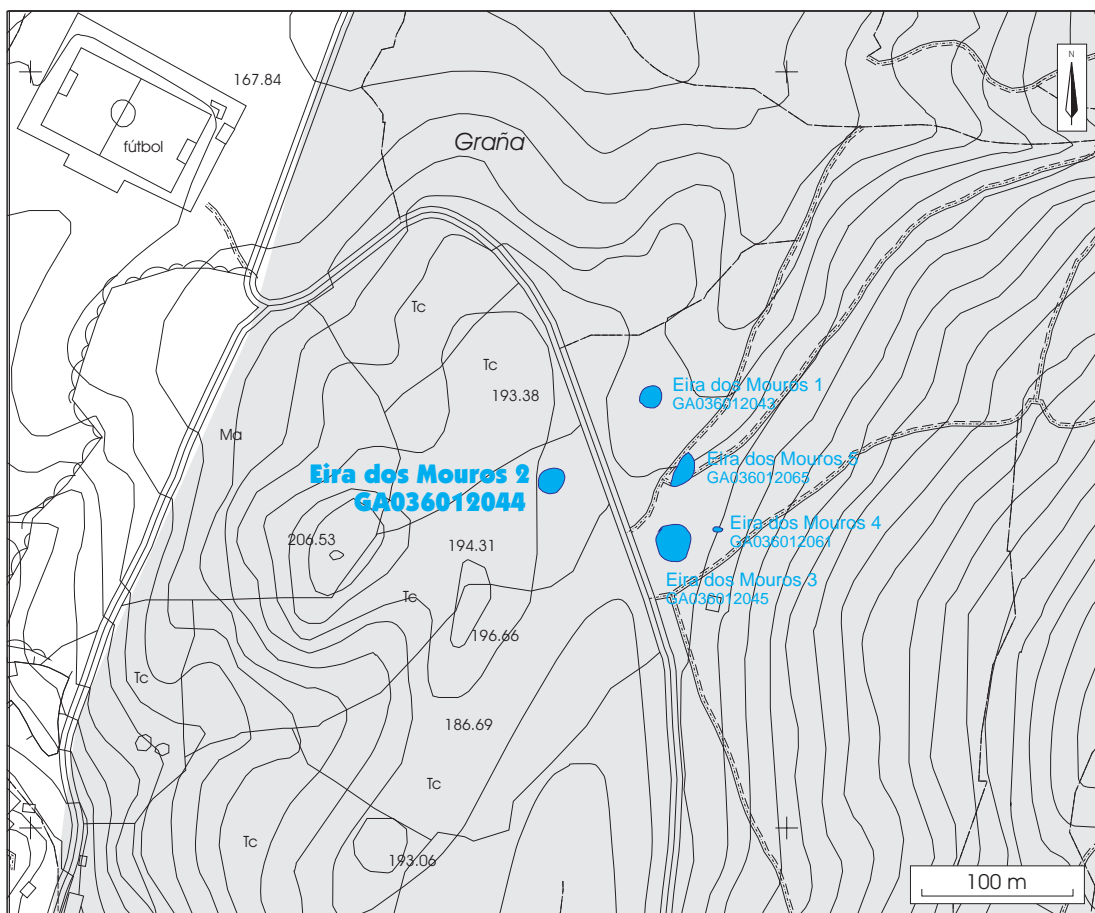 167.84
N
Graña
fútbol
Tc
Tc
193.38
Eira dos Mouros 1
GA036012043
Ma
Eira dos Mouros 2
GA036012044
Eira dos Mouros 5
GA036012065
Eira dos Mouros 4
GA036012061
206.53
194.31
Eira dos Mouros 3
GA036012045
Tc
196.66
Tc
186.69
Tc
Tc
193.06
100 m